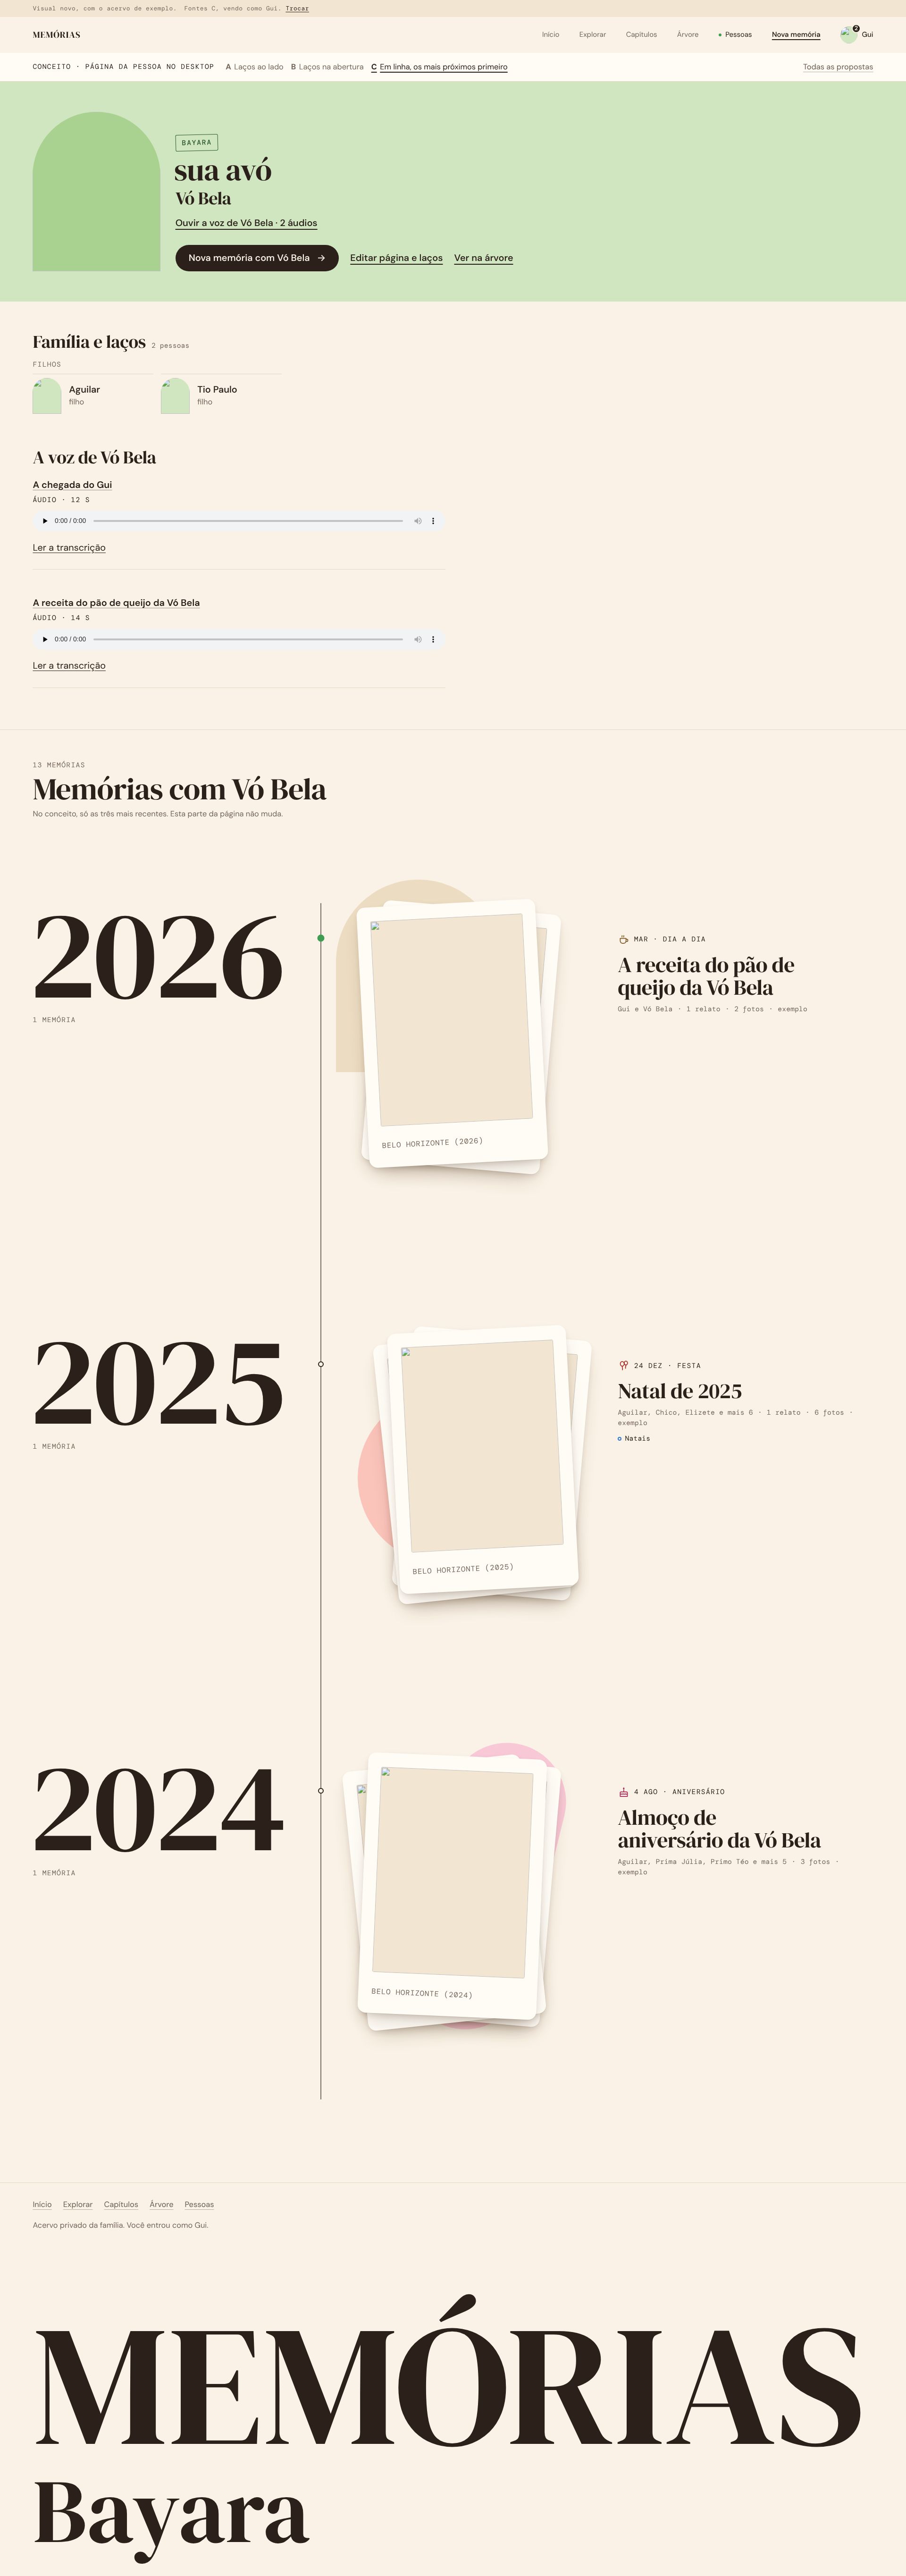 Visual novo, com o acervo de exemplo. Fontes C, vendo como Gui. Trocar
MEMÓRIAS
Início Explorar Capítulos Árvore Pessoas Nova memória 2 Gui
CONCEITO · PÁGINA DA PESSOA NO DESKTOP A Laços ao lado B Laços na abertura C Em linha, os mais próximos primeiro Todas as propostas
BAYARA
sua avó
Vó Bela
Ouvir a voz de Vó Bela · 2 áudios
Nova memória com Vó Bela → Editar página e laços Ver na árvore
Família e laços 2 pessoas
FILHOS
Aguilar
filho
Tio Paulo
filho
A voz de Vó Bela
A chegada do Gui
ÁUDIO · 12 S
0:00 / 0:00
Ler a transcrição
A receita do pão de queijo da Vó Bela
ÁUDIO · 14 S
0:00 / 0:00
Ler a transcrição
13 MEMÓRIAS
Memórias com Vó Bela
No conceito, só as três mais recentes. Esta parte da página não muda.
2026
1 MEMÓRIA
BELO HORIZONTE (2026)
MAR · DIA A DIA
A receita do pão de
queijo da Vó Bela
Gui e Vó Bela · 1 relato · 2 fotos · exemplo
2025
1 MEMÓRIA
BELO HORIZONTE (2025)
24 DEZ · FESTA
Natal de 2025
Aguilar, Chico, Elizete e mais 6 · 1 relato · 6 fotos ·
exemplo
Natais
2024
1 MEMÓRIA
BELO HORIZONTE (2024)
4 AGO · ANIVERSÁRIO
Almoço de
aniversário da Vó Bela
Aguilar, Prima Júlia, Primo Téo e mais 5 · 3 fotos ·
exemplo
Início Explorar Capítulos Árvore Pessoas
Acervo privado da família. Você entrou como Gui.
MEMÓRIAS
Bayara